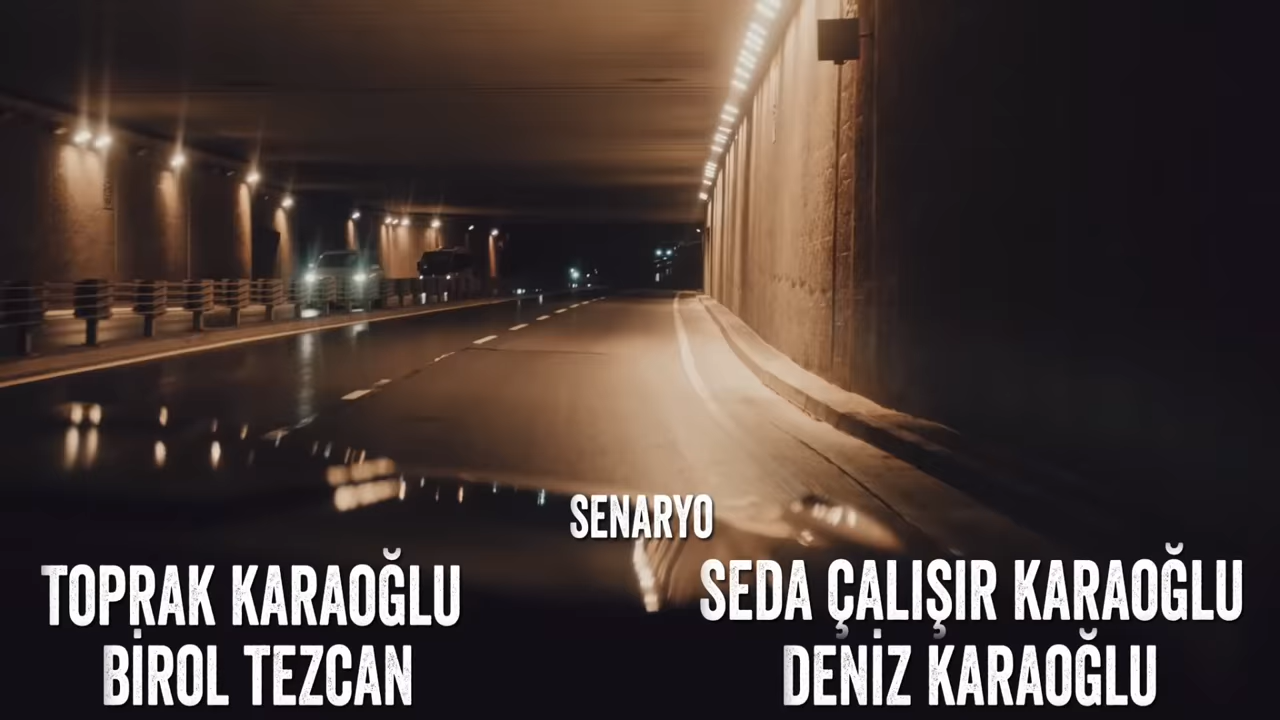 SENARYO
TOPRAK KARAOĞLU
BİROL TEZCAN
SEDA ÇALIŞIR KARAOĞLU
DENİZ KARAOĞLU